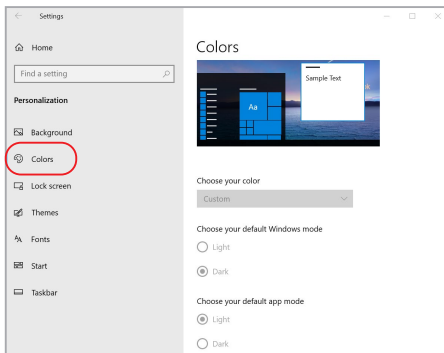 Settings
Home
Find a setting
Personalization
Background
Colors
Lock screen
Themes
Fonts
Start
Taskbar
Colors
Sample Text
Aa
Choose your color
Custom
Choose your default Windows mode
Light
Dark
Choose your default app mode
Light
Dark